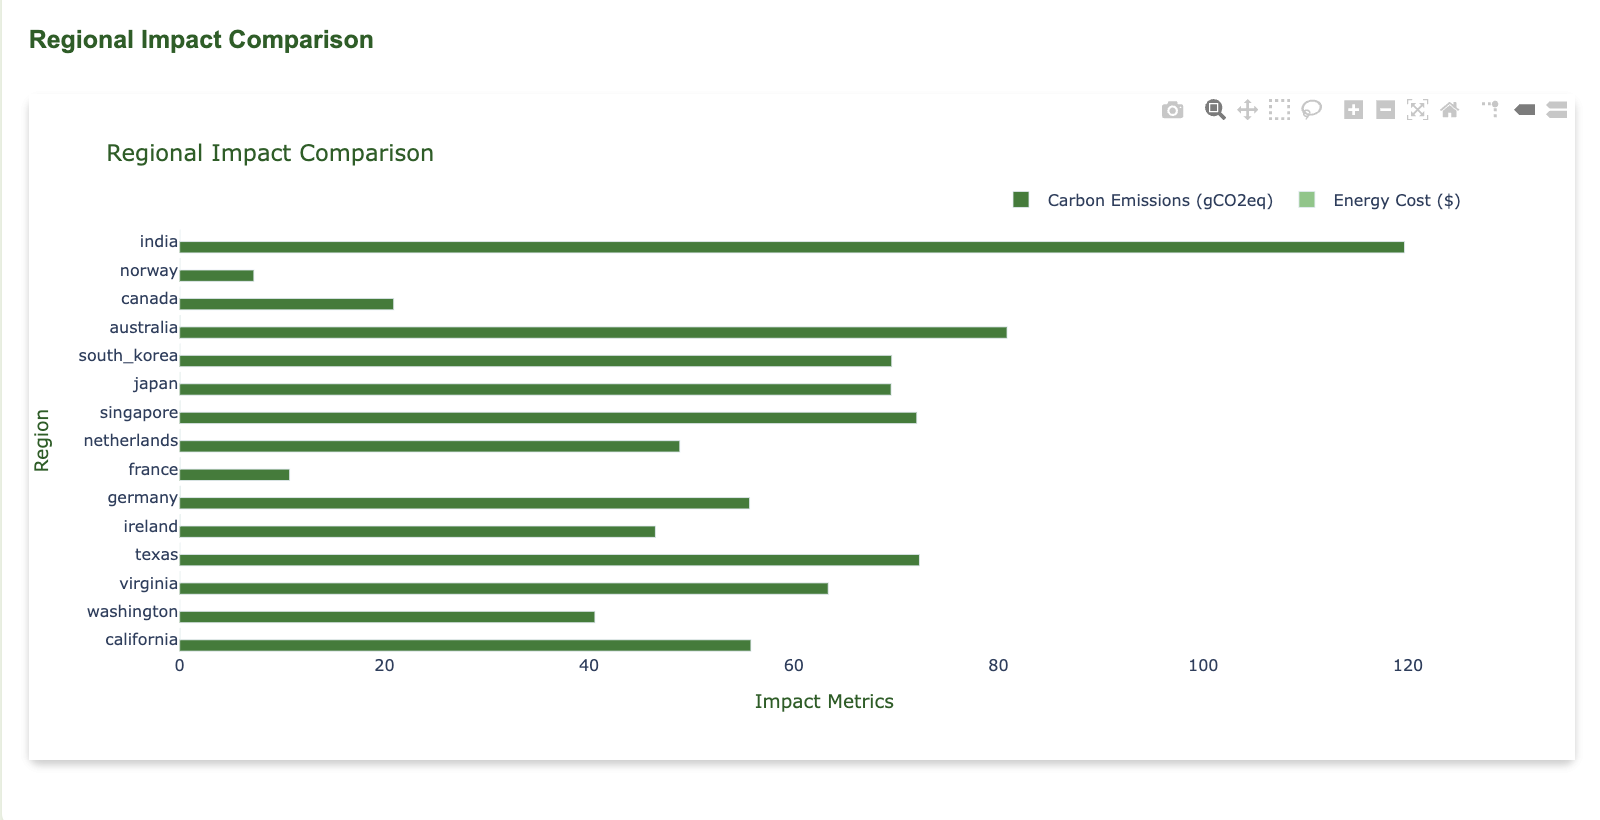 Regional Impact Comparison
Regional Impact Comparison
Carbon Emissions (gCO2eq) Energy Cost ($)
india
norway
canada
australia
south_korea
japan
singapore
netherlands
france
germany
ireland
texas
virginia
washington
california
Region
0 20 40 60 80 100 120
Impact Metrics